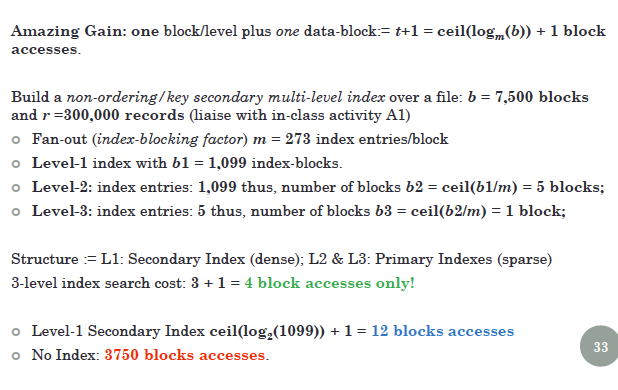 Amazing Gain: one block/level plus one data-block:= t+1 = ceil(logₘ(b)) + 1 block
accesses.
Build a non-ordering/key secondary multi-level index over a file: b = 7,500 blocks
and r =300,000 records (liaise with in-class activity A1)
o Fan-out (index-blocking factor) m = 273 index entries/block
o Level-1 index with b1 = 1,099 index-blocks.
o Level-2: index entries: 1,099 thus, number of blocks b2 = ceil(b1/m) = 5 blocks;
o Level-3: index entries: 5 thus, number of blocks b3 = ceil(b2/m) = 1 block;
Structure := L1: Secondary Index (dense); L2 & L3: Primary Indexes (sparse)
3-level index search cost: 3 + 1 = 4 block accesses only!
o Level-1 Secondary Index ceil(log₂(1099)) + 1 = 12 blocks accesses
33
o No Index: 3750 blocks accesses.